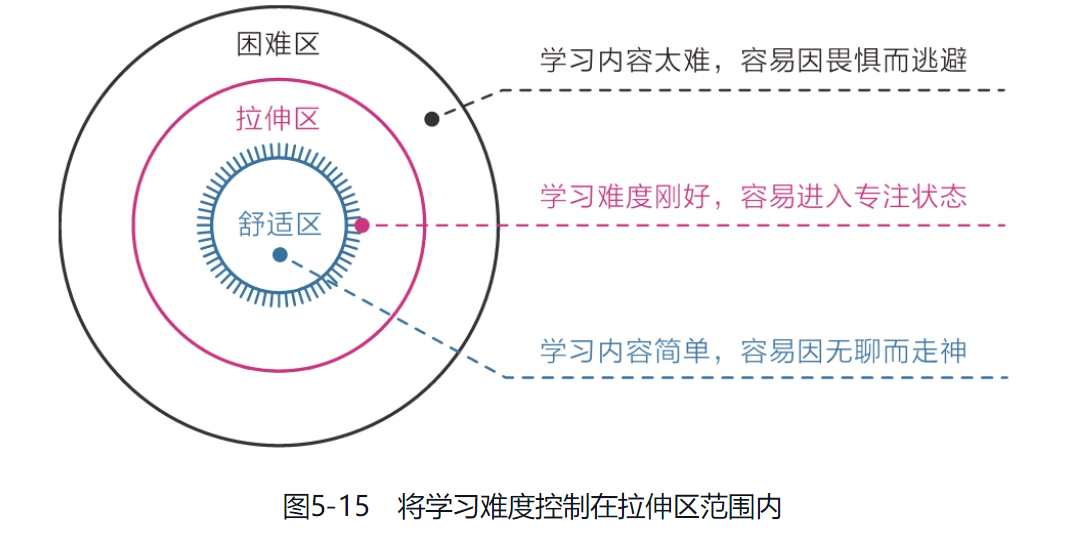 困难区
学习内容太难，容易因畏惧而逃避
拉伸区
学习难度刚好，容易进入专注状态
舒适区
学习内容简单，容易因无聊而走神
图5-15 将学习难度控制在拉伸区范围内